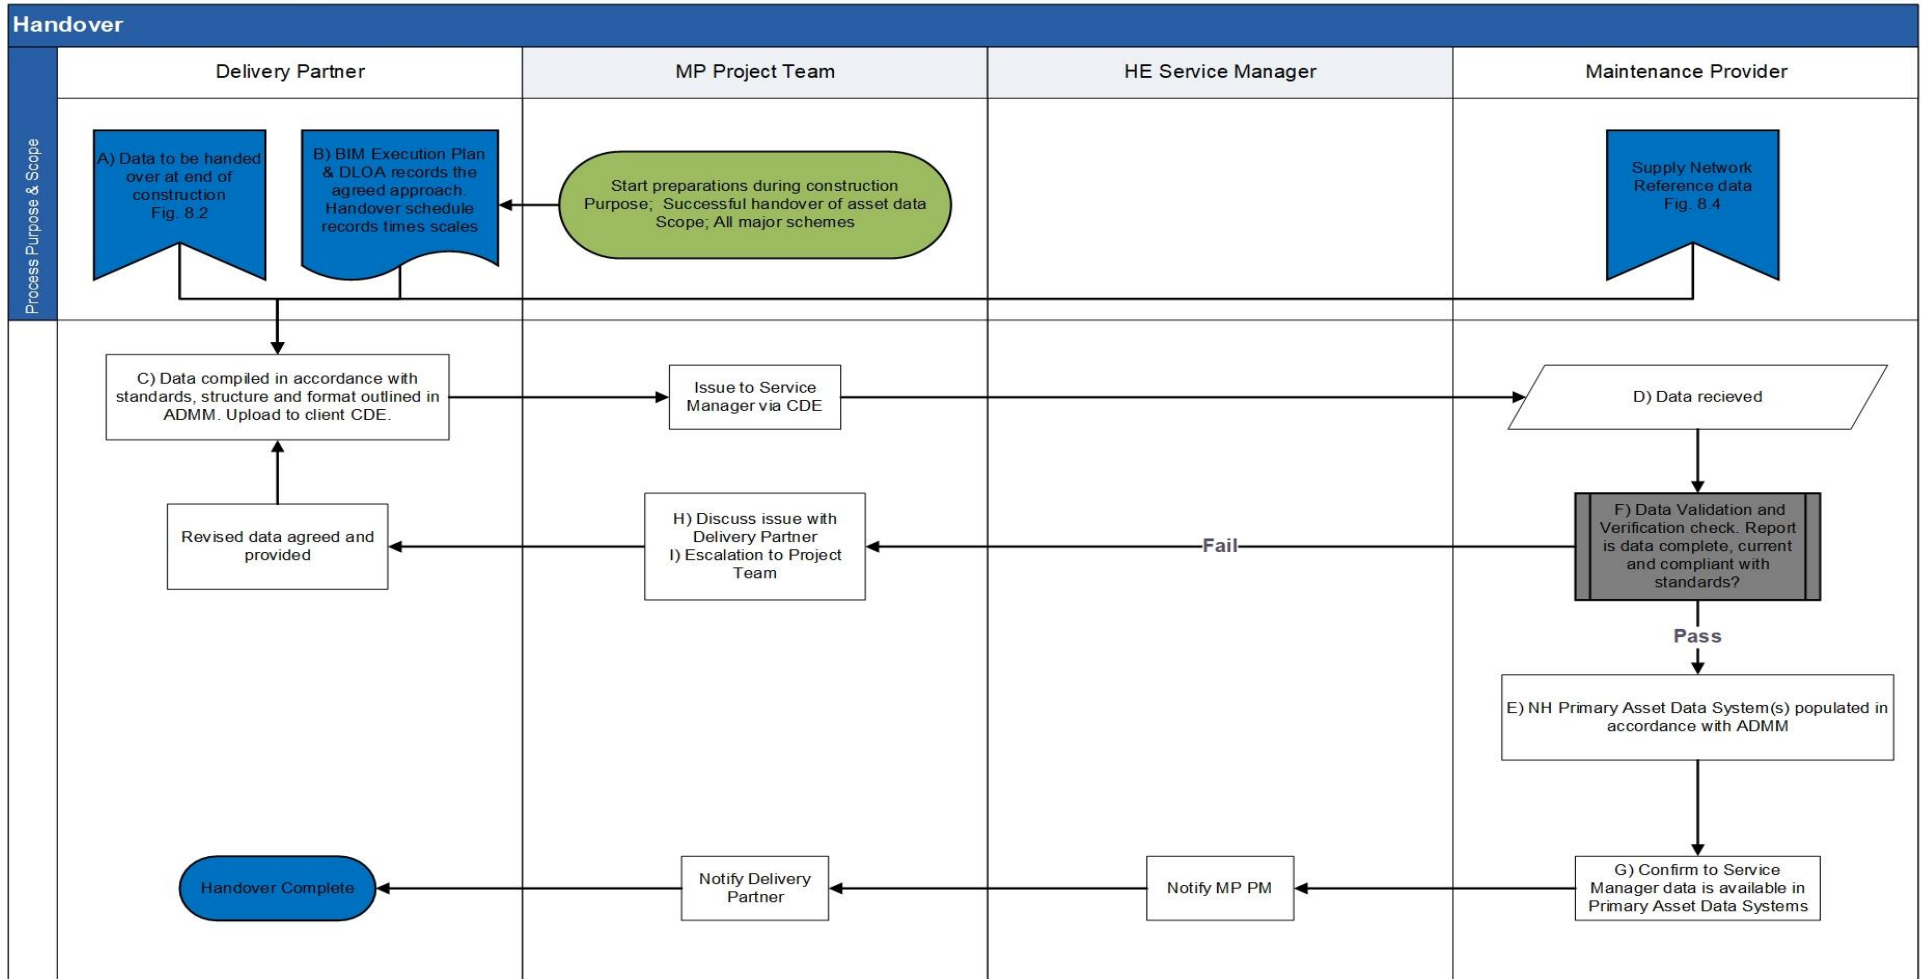 Handover
Process Purpose & Scope
Delivery Partner
MP Project Team
HE Service Manager
Maintenance Provider
A) Data to be handed
over at end of
construction
Fig. 8.2
B) BIM Execution Plan
& DLOA records the
agreed approach.
Handover schedule
records times scales
Start preparations during construction
Purpose; Successful handover of asset data
Scope; All major schemes
Supply Network
Reference data
Fig. 8.4
C) Data compiled in accordance with
standards, structure and format outlined in
ADMM. Upload to client CDE.
Issue to Service
Manager via CDE
D) Data recieved
Revised data agreed and
provided
H) Discuss issue with
Delivery Partner
I) Escalation to Project
Team
Fail
F) Data Validation and
Verification check. Report
is data complete, current
and compliant with
standards?
Pass
E) NH Primary Asset Data System(s) populated in
accordance with ADMM
Handover Complete
Notify Delivery
Partner
Notify MP PM
G) Confirm to Service
Manager data is available in
Primary Asset Data Systems